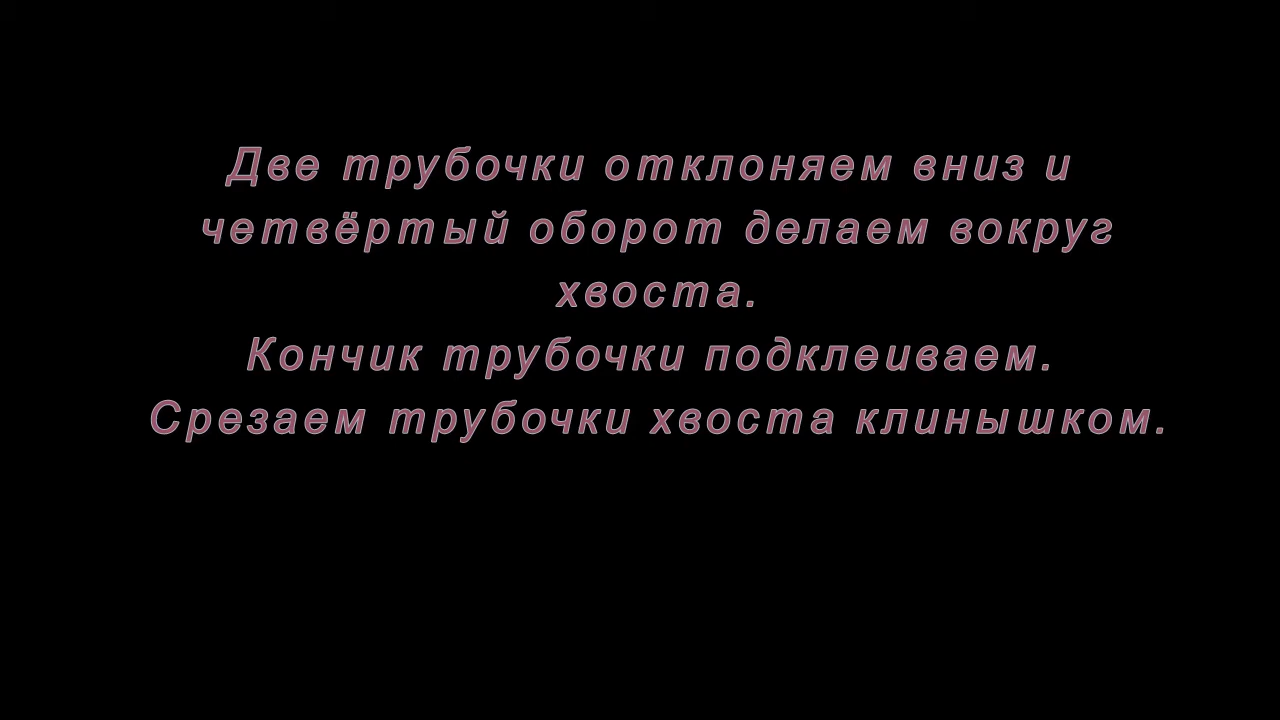 Две трубочки отклоняем вниз и
четвёртый оборот делаем вокруг
хвоста.
Кончик трубочки подклеиваем.
Срезаем трубочки хвоста клинышком.